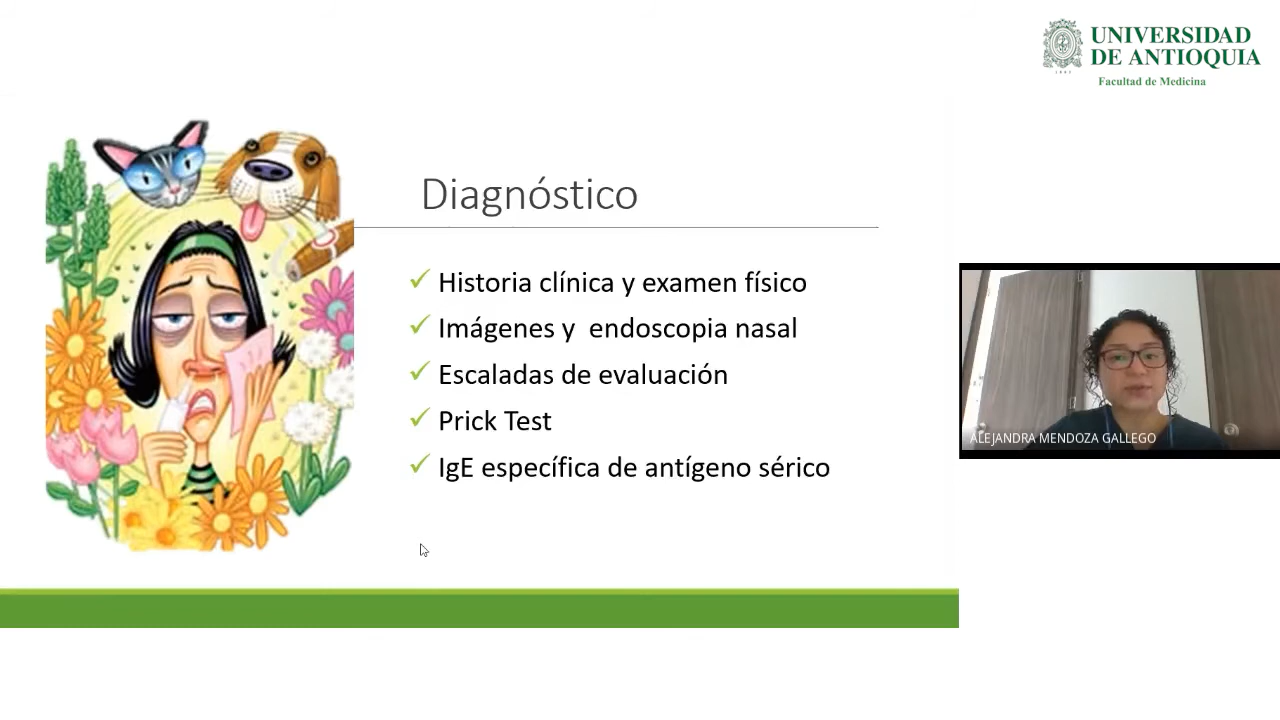 UNIVERSIDAD
DE ANTIOQUIA
1803
Facultad de Medicina
Diagnóstico
Historia clínica y examen físico
Imágenes y endoscopia nasal
Escaladas de evaluación
Prick Test
IgE específica de antígeno sérico
ALEJANDRA MENDOZA GALLEGO